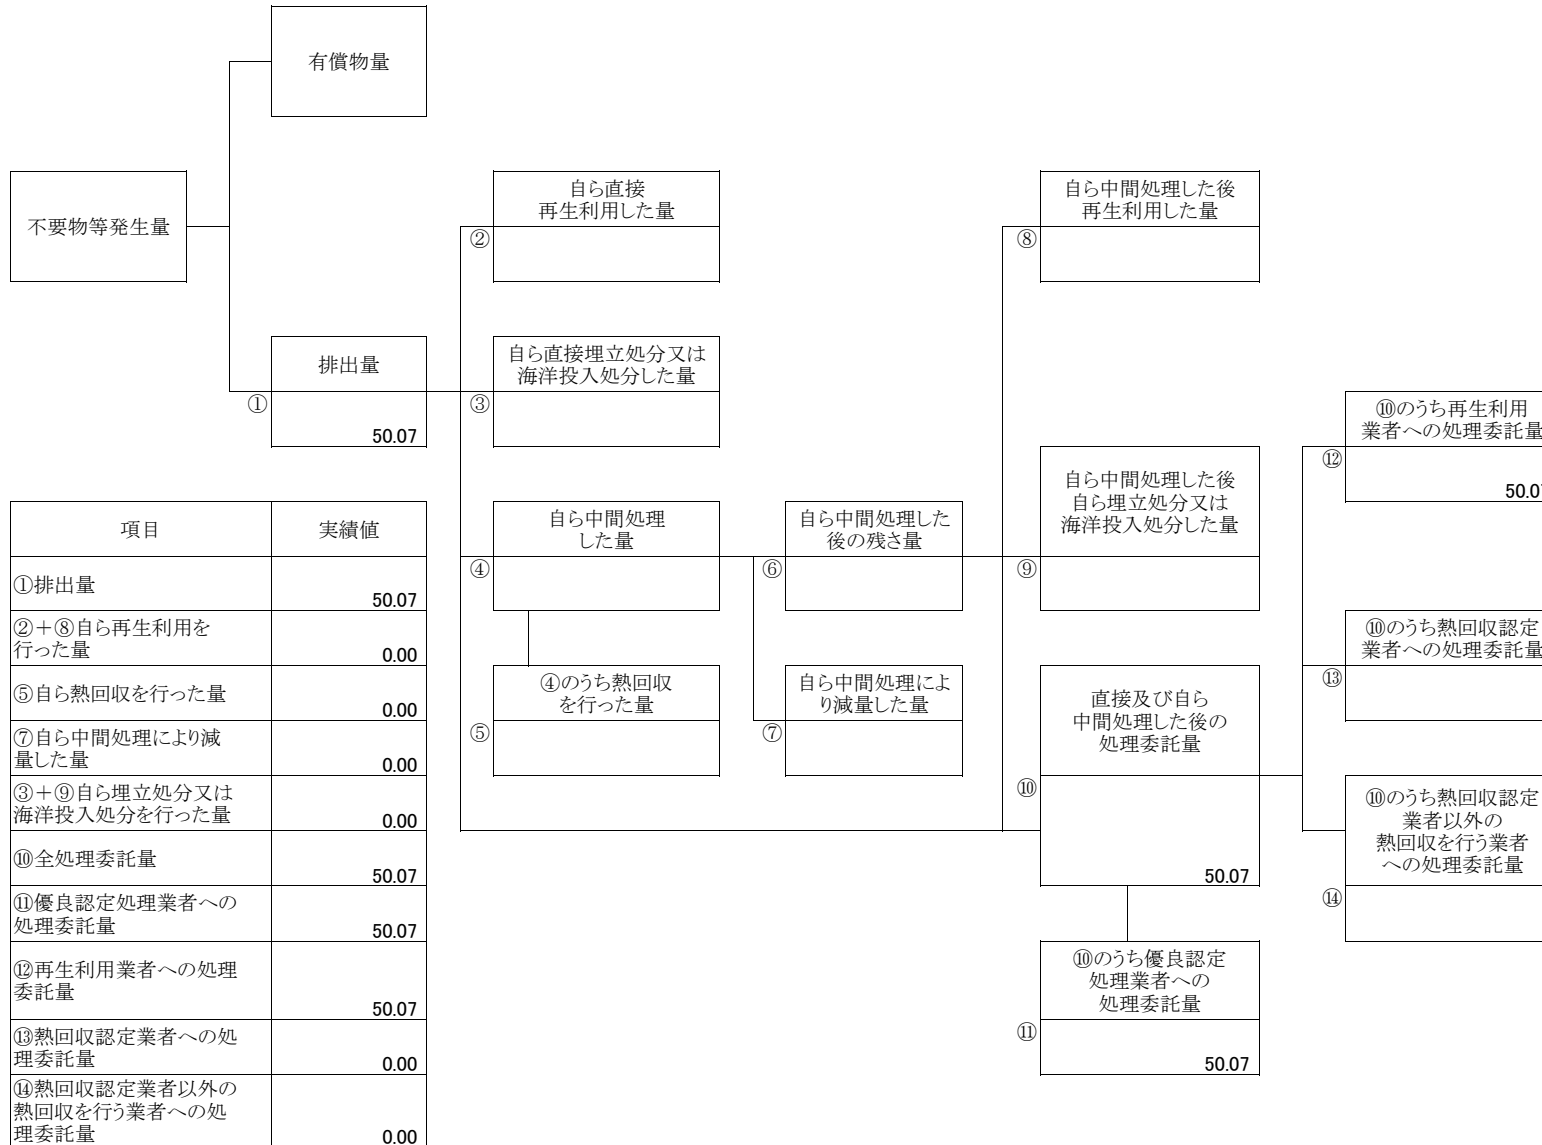 有償物量
不要物等発生量
自ら直接
再生利用した量
②
自ら中間処理した後
再生利用した量
⑧
排出量
①
50.07
自ら直接埋立処分又は
海洋投入処分した量
③
⑩のうち再生利用
業者への処理委託量
⑫
50.07
自ら中間処理
した量
④
自ら中間処理した
後の残さ量
⑥
自ら中間処理した後
自ら埋立処分又は
海洋投入処分した量
⑨
⑩のうち熱回収認定
業者への処理委託量
⑬
④のうち熱回収
を行った量
⑤
自ら中間処理によ
り減量した量
⑦
直接及び自ら
中間処理した後の
処理委託量
⑩
50.07
⑩のうち熱回収認定
業者以外の
熱回収を行う業者
への処理委託量
⑭
⑩のうち優良認定
処理業者への
処理委託量
⑪
50.07
項目 実績値
①排出量
50.07
②+⑧自ら再生利用を
行った量
0.00
⑤自ら熱回収を行った量
0.00
⑦自ら中間処理により減
量した量
0.00
③+⑨自ら埋立処分又は
海洋投入処分を行った量
0.00
⑩全処理委託量
50.07
⑪優良認定処理業者への
処理委託量
50.07
⑫再生利用業者への処理
委託量
50.07
⑬熱回収認定業者への処
理委託量
0.00
⑭熱回収認定業者以外の
熱回収を行う業者への処
理委託量
0.00